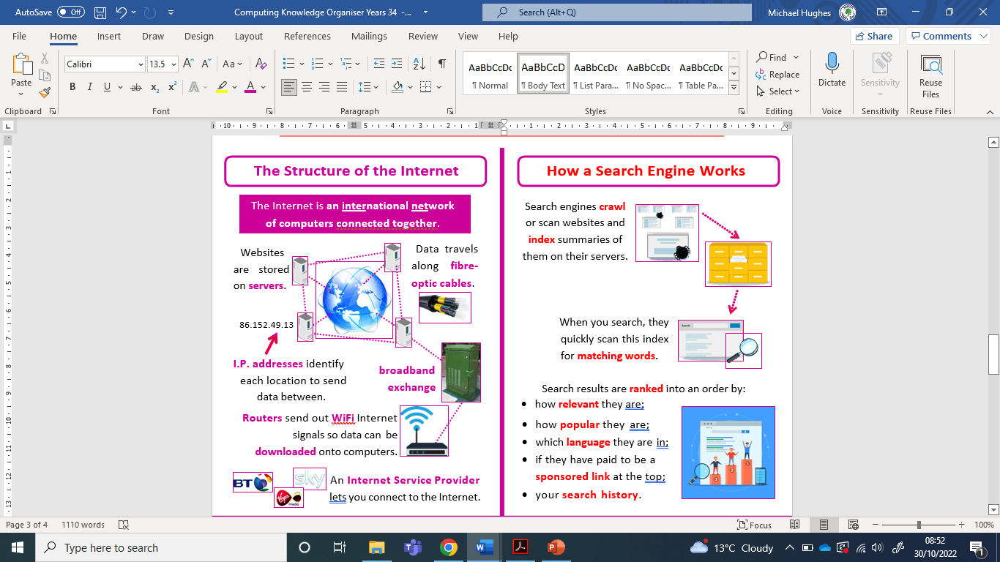 AutoSave Off Computing Knowledge Organiser Years 34 -... Search (Alt+Q) Michael Hughes
File Home Insert Draw Design Layout References Mailings Review View Help Share Comments
Paste
Calibri 13.5 Aa
B I U ab x₂ x² A A
AaBbCcDc AaBbCcD AaBbCcDc AaBbCcDc AaBbCcDc
¶ Normal ¶ Body Text ¶ List Para... ¶ No Spac... ¶ Table Pa...
Find
Replace
Select
Dictate
Sensitivity
Reuse
Files
Clipboard Font Paragraph Styles Editing Voice Sensitivity Reuse Files
The Structure of the Internet
The Internet is an international network
of computers connected together.
Websites
are stored
on servers.
Data travels
along fibre-
optic cables.
86.152.49.13
I.P. addresses identify
each location to send
data between.
broadband
exchange
Routers send out WiFi Internet
signals so data can be
downloaded onto computers.
BT
sky
Virgin
media
An Internet Service Provider
lets you connect to the Internet.
How a Search Engine Works
Search engines crawl
or scan websites and
index summaries of
them on their servers.
When you search, they
quickly scan this index
for matching words.
Search
Search results are ranked into an order by:
• how relevant they are;
• how popular they are;
• which language they are in;
• if they have paid to be a
sponsored link at the top;
• your search history.
Page 3 of 4 1110 words Focus 100%
Type here to search 13°C Cloudy 08:52
30/10/2022 1